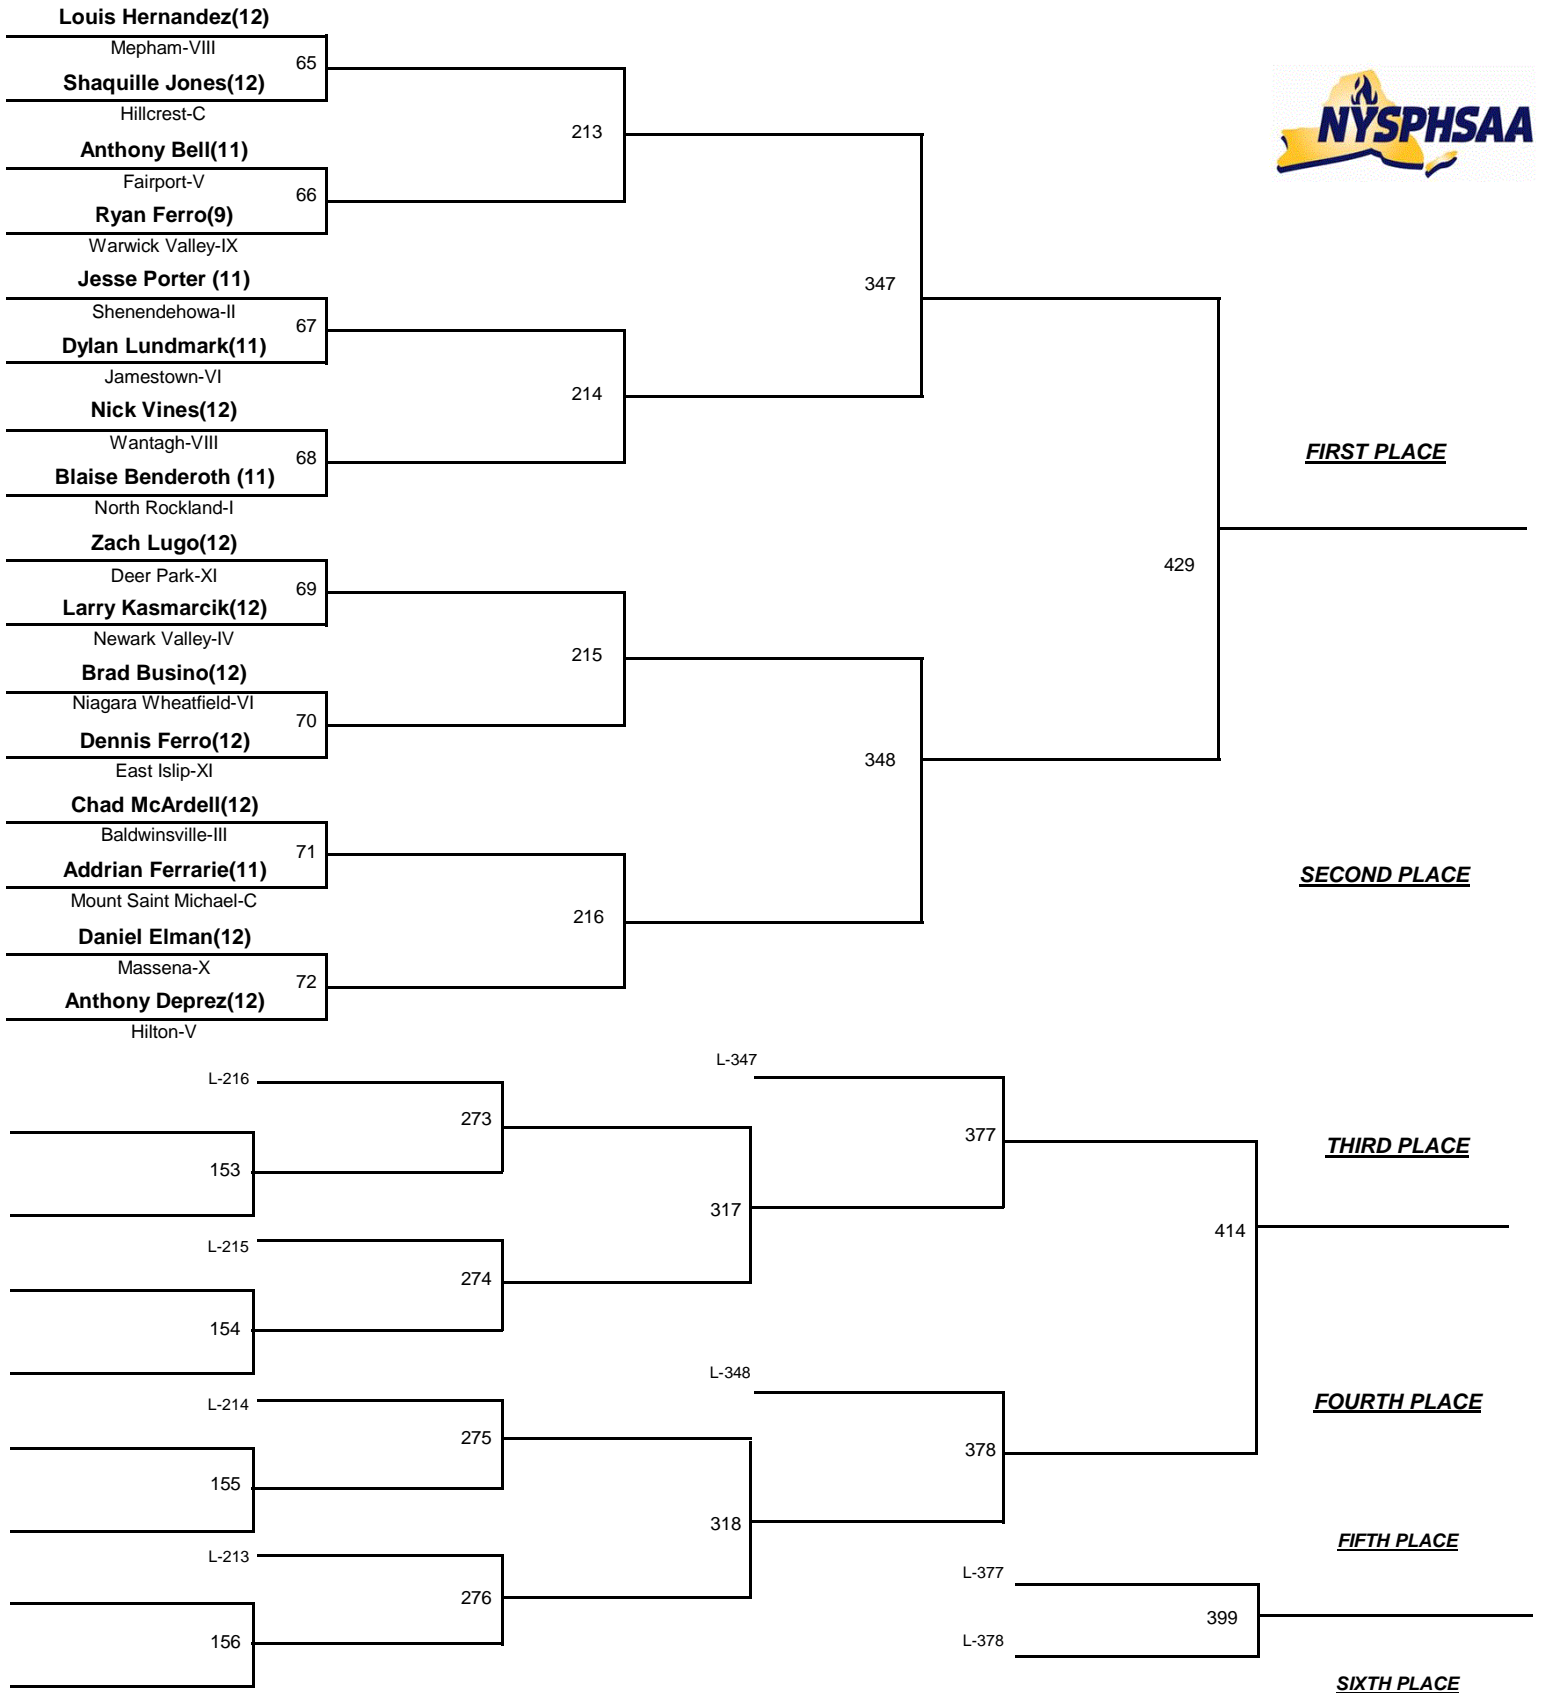 Louis Hernandez(12)
Mepham-VIII
65
Shaquille Jones(12)
Hillcrest-C
213
Anthony Bell(11)
Fairport-V
66
Ryan Ferro(9)
Warwick Valley-IX
NYSPHSAA
347
Jesse Porter (11)
Shenendehowa-II
67
Dylan Lundmark(11)
Jamestown-VI
214
Nick Vines(12)
Wantagh-VIII
68
Blaise Benderoth (11)
North Rockland-I
FIRST PLACE
429
Zach Lugo(12)
Deer Park-XI
69
Larry Kasmarcik(12)
Newark Valley-IV
215
Brad Busino(12)
Niagara Wheatfield-VI
70
Dennis Ferro(12)
East Islip-XI
348
Chad McArdell(12)
Baldwinsville-III
71
Addrian Ferrarie(11)
Mount Saint Michael-C
SECOND PLACE
216
Daniel Elman(12)
Massena-X
72
Anthony Deprez(12)
Hilton-V
L-216
L-347
273
377
THIRD PLACE
153
317
414
L-215
274
154
L-348
L-214
FOURTH PLACE
275
378
155
318
L-213
FIFTH PLACE
L-377
276
399
156
L-378
SIXTH PLACE